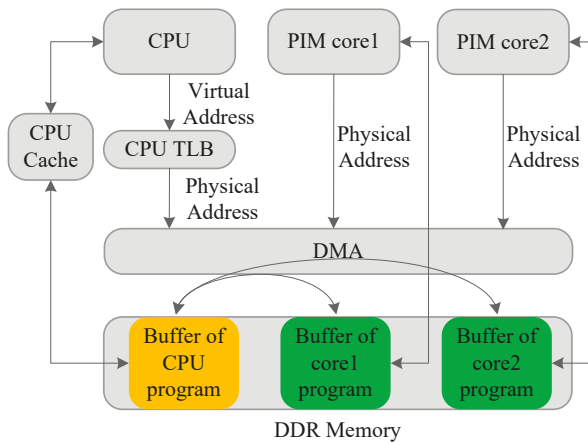 CPU
PIM core1
PIM core2
Virtual
Address
CPU
Cache
CPU TLB
Physical
Address
Physical
Address
Physical
Address
DMA
Buffer of
CPU
program
Buffer of
core1
program
Buffer of
core2
program
DDR Memory